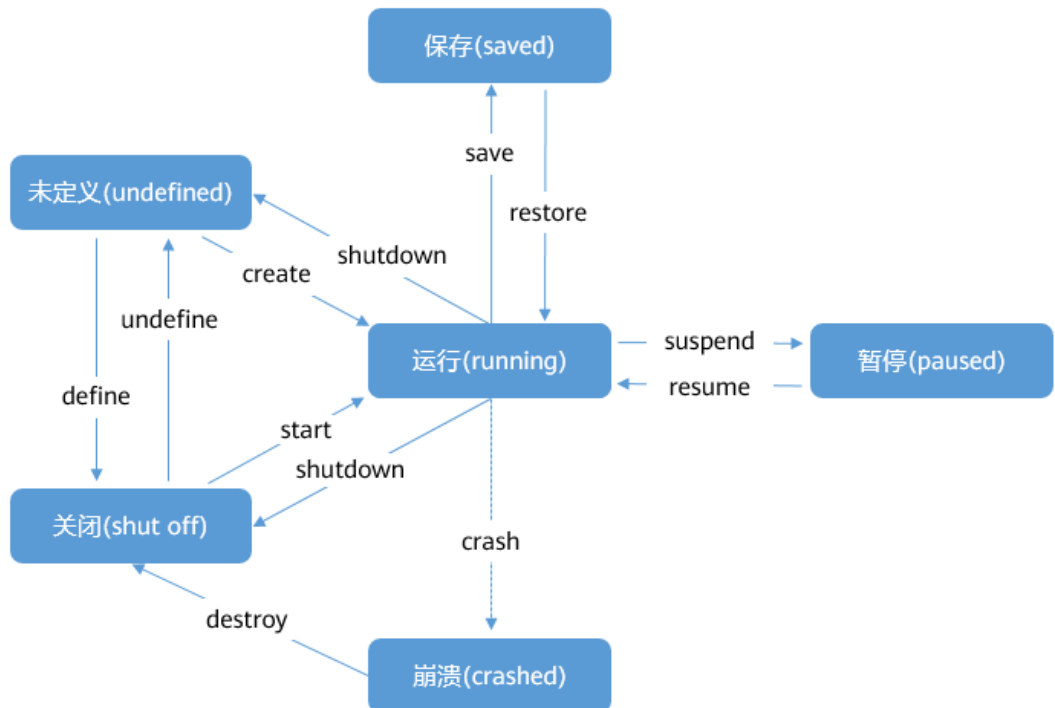 保存(saved)
save
restore
未定义(undefined)
shutdown
create
undefine
运行(running)
suspend
resume
暂停(paused)
define
start
shutdown
关闭(shut off)
crash
destroy
崩溃(crashed)